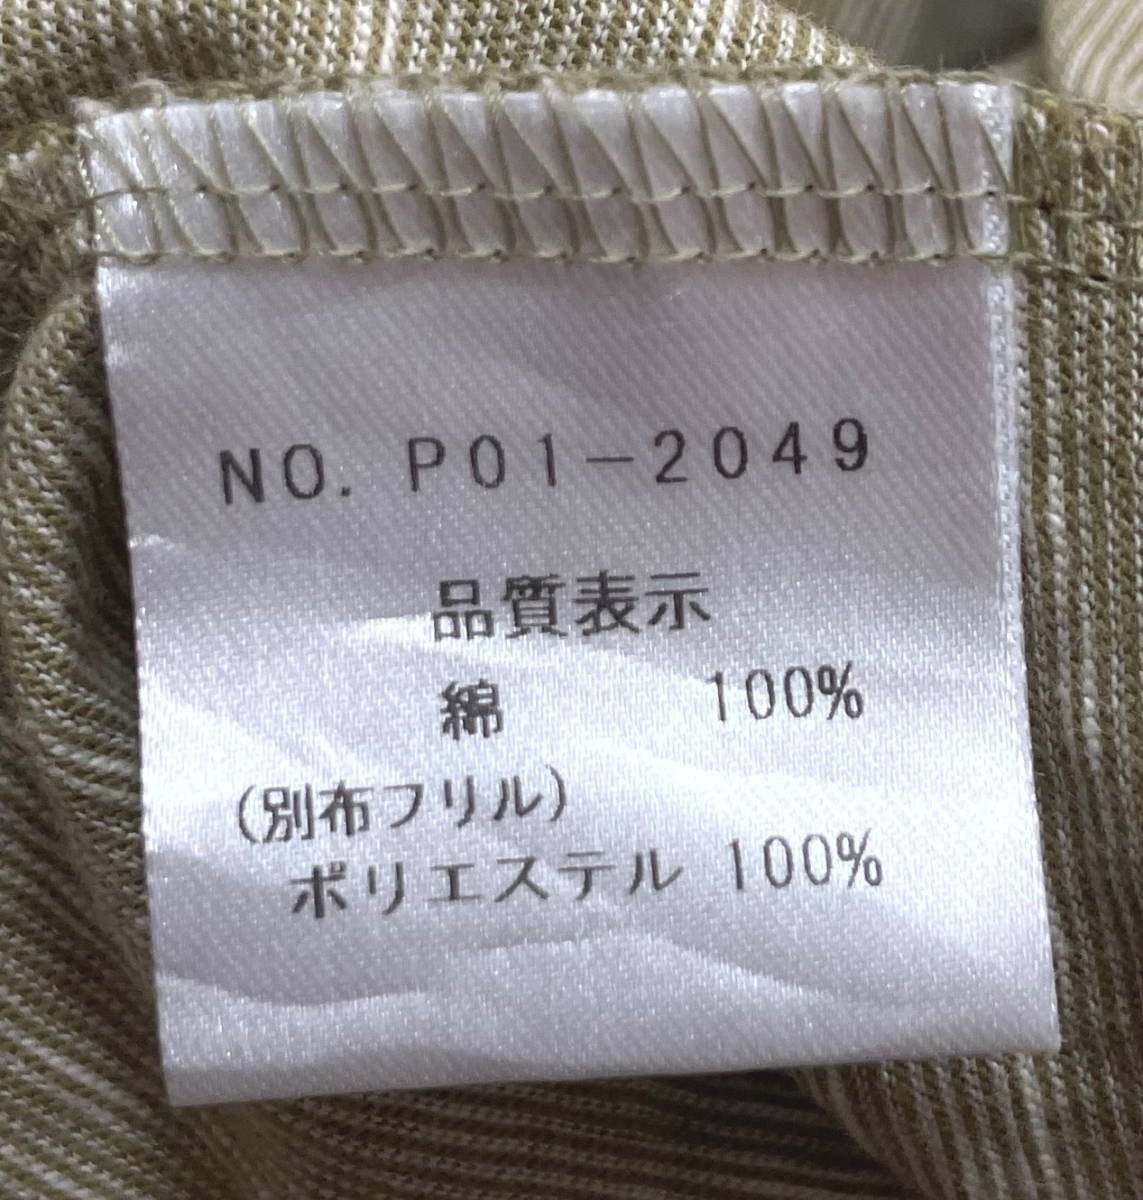 NO. P01-2049
品質表示
綿 100%
(別布フリル)
ポリエステル 100%